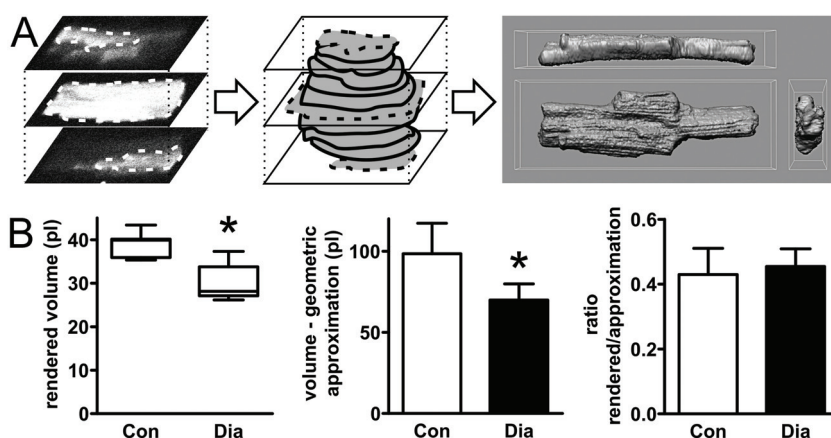 A
B
rendered volume (pl)
40
30
20
10
0
*
Con
Dia
volume - geometric
approximation (pl)
100
50
0
*
Con
Dia
ratio
rendered/approximation
0.6
0.4
0.2
0.0
Con
Dia